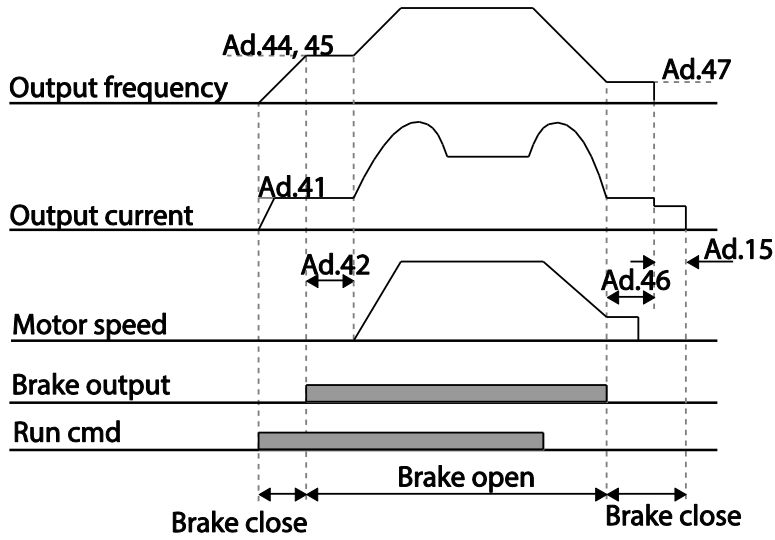 Ad.44, 45
Ad.47
Output frequency
Ad.41
Output current
Ad.15
Ad.42
Ad.46
Motor speed
Brake output
Run cmd
Brake open
Brake close
Brake close